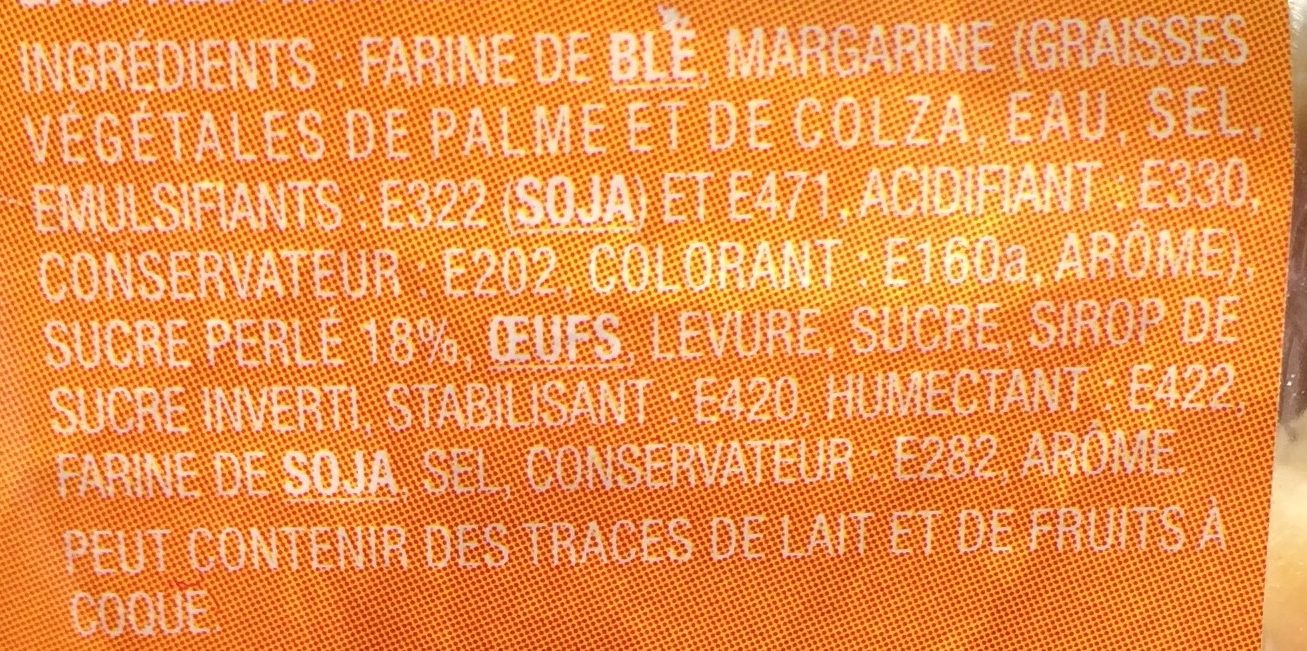 INGRÉDIENTS : FARINE DE BLÉ, MARGARINE (GRAISSES
VÉGÉTALES DE PALME ET DE COLZA, EAU, SEL,
EMULSIFIANTS : E322 (SOJA) ET E471, ACIDIFIANT : E330,
CONSERVATEUR : E202, COLORANT : E160a, ARÔME),
SUCRE PERLÉ 18%, ŒUFS, LEVURE, SUCRE, SIROP DE
SUCRE INVERTI, STABILISANT : E420, HUMECTANT : E422,
FARINE DE SOJA, SEL, CONSERVATEUR : E282, ARÔME.
PEUT CONTENIR DES TRACES DE LAIT ET DE FRUITS À
COQUE.